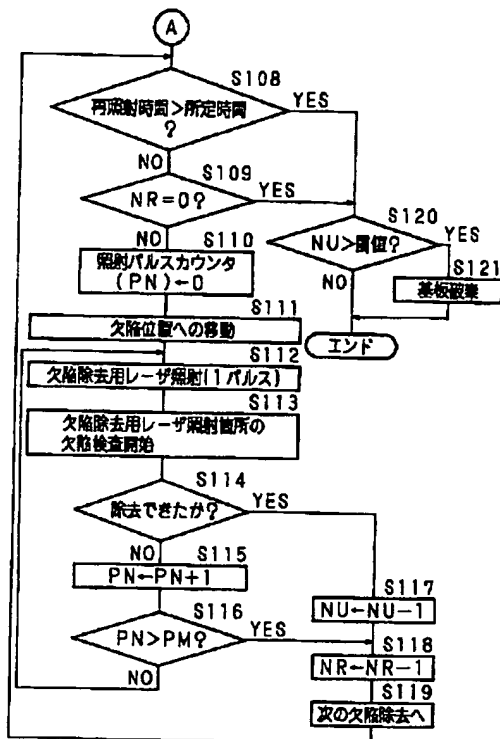 A
S108
再照射時間>所定時間
?
YES
NO
S109
NR=0?
YES
NO
S110
照射パルスカウンタ
(PN)←0
S111
欠陥位置への移動
S112
欠陥除去用レーザ照射(1パルス)
S113
欠陥除去用レーザ照射箇所の
欠陥検査開始
S114
除去できたか?
YES
NO
S115
PN←PN+1
S116
PN>PM?
YES
NO
S117
NU←NU-1
S118
NR←NR-1
S119
次の欠陥除去へ
S120
NU>閾値?
YES
NO
S121
基板破棄
エンド